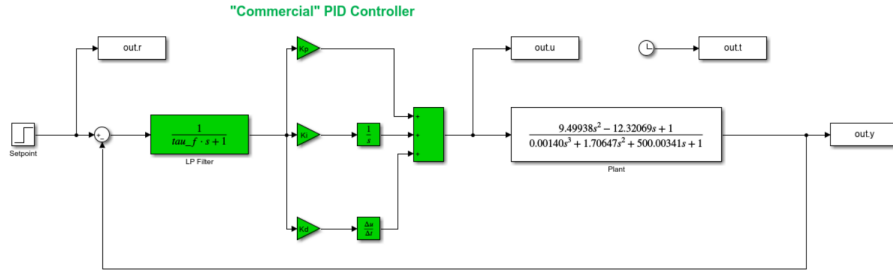 "Commercial" PID Controller
out.r
out.u
out.t
Kp
Setpoint
+
-
1
tau_f · s + 1
LP Filter
Ki
1
s
+
+
+
9.49938s² − 12.32069s + 1
0.00140s³ + 1.70647s² + 500.00341s + 1
Plant
out.y
Kd
Δu
Δt